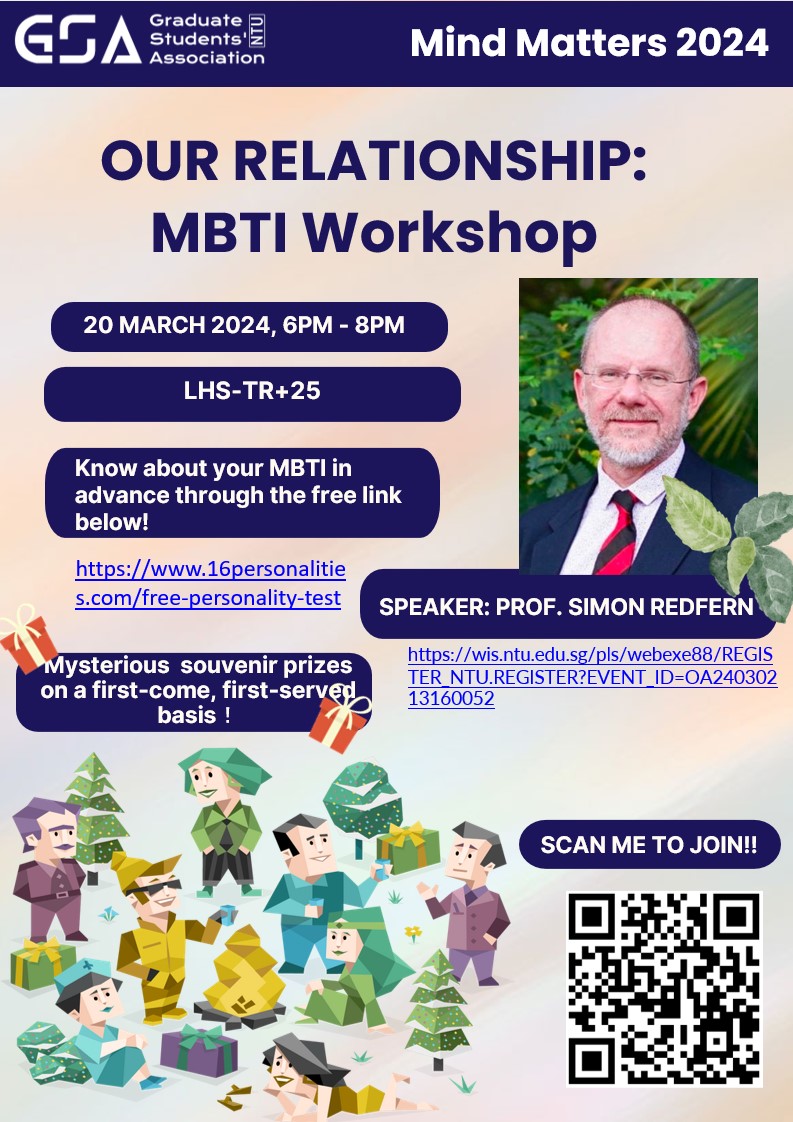 GSA
Graduate
Students'
Association
NTU
Mind Matters 2024
OUR RELATIONSHIP:
MBTI Workshop
20 MARCH 2024, 6PM - 8PM
LHS-TR+25
Know about your MBTI in
advance through the free link
below!
https://www.16personalitie
s.com/free-personality-test
SPEAKER: PROF. SIMON REDFERN
https://wis.ntu.edu.sg/pls/webexe88/REGIS
TER_NTU.REGISTER?EVENT_ID=OA240302
13160052
Mysterious souvenir prizes
on a first-come, first-served
basis！
SCAN ME TO JOIN!!